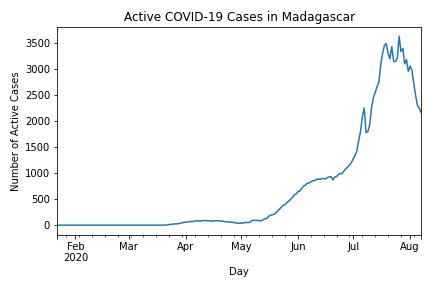 Active COVID-19 Cases in Madagascar
Number of Active Cases
3500
3000
2500
2000
1500
1000
500
0
Feb Mar Apr May Jun Jul Aug
2020
Day